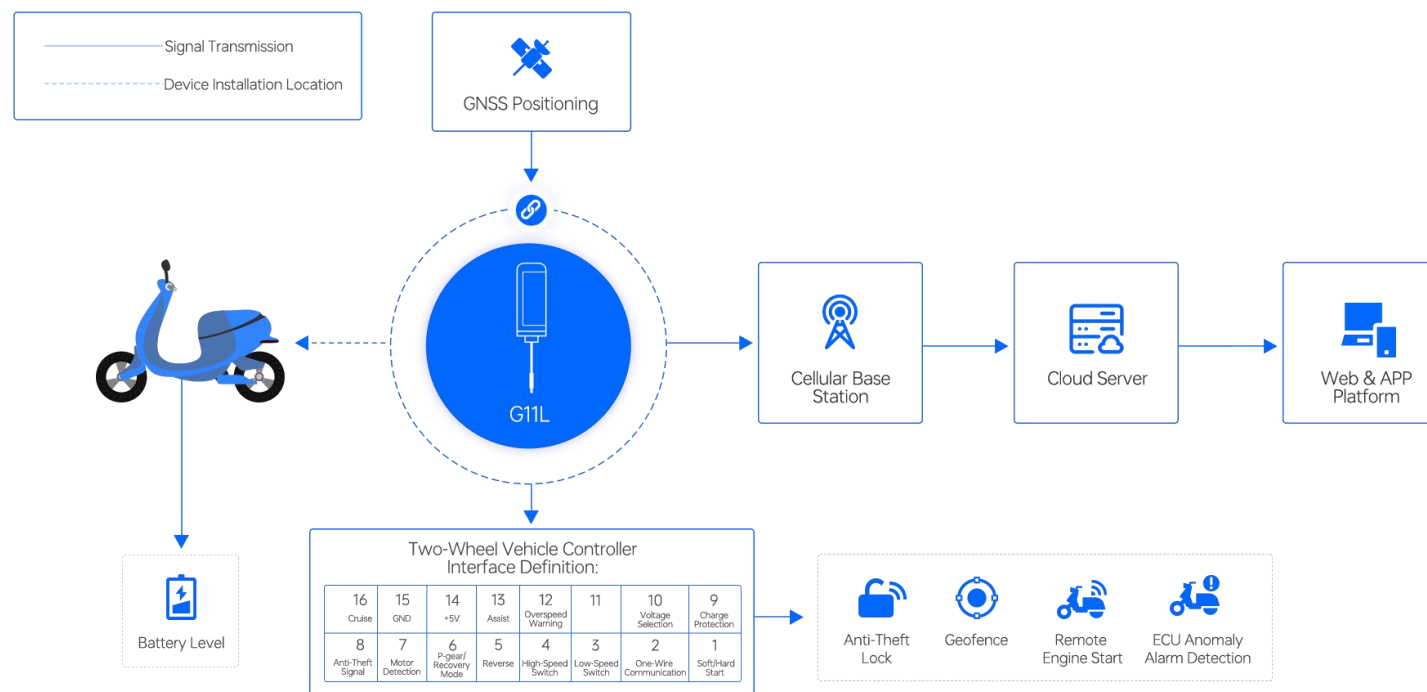 Signal Transmission
Device Installation Location
GNSS Positioning
G11L
Cellular Base
Station
Cloud Server
Web & APP
Platform
Battery Level
Two-Wheel Vehicle Controller
Interface Definition:
16
Cruise
15
GND
14
+5V
13
Assist
12
Overspeed
Warning
11
10
Voltage
Selection
9
Charge
Protection
8
Anti-Theft
Signal
7
Motor
Detection
6
P-gear/
Recovery
Mode
5
Reverse
4
High-Speed
Switch
3
Low-Speed
Switch
2
One-Wire
Communication
1
Soft/Hard
Start
Anti-Theft
Lock
Geofence
Remote
Engine Start
ECU Anomaly
Alarm Detection